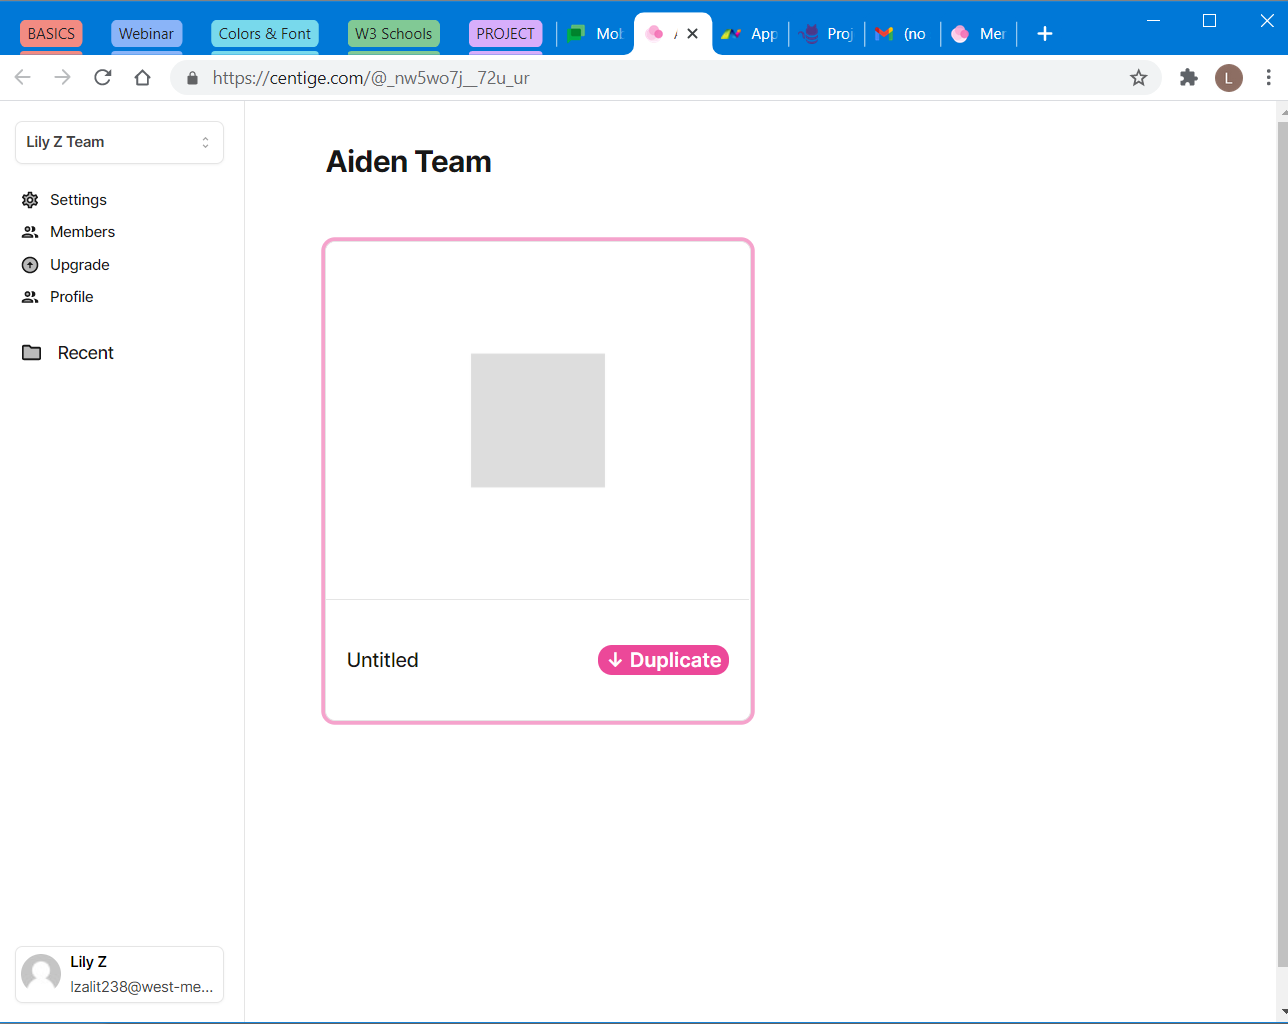 BASICS Webinar Colors & Font W3 Schools PROJECT Mob App Proj (no Mer
https://centige.com/@_nw5wo7j__72u_ur
L
Lily Z Team
Settings
Members
Upgrade
Profile
Recent
Aiden Team
Untitled
Duplicate
Lily Z
lzalit238@west-me...